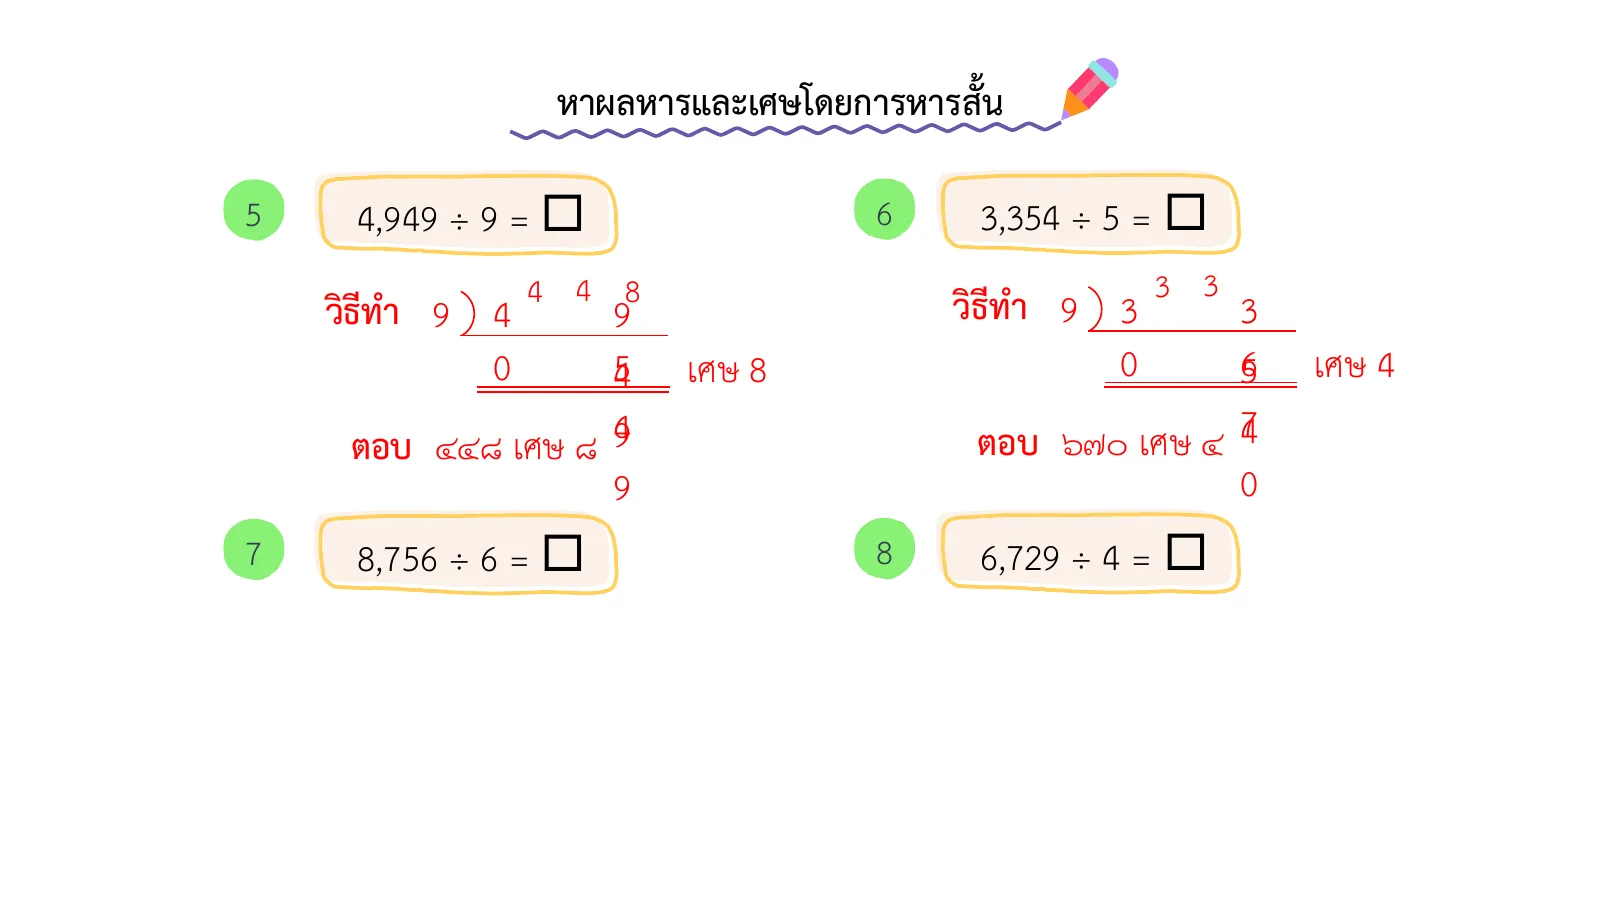 หาผลหารและเศษโดยการหารสั้น
5
4,949 ÷ 9 = □
วิธีทำ 9 ) 4 9
4 4 8
0 5 เศษ 8
4
4
9
ตอบ ๔๔๘ เศษ ๘
9
6
3,354 ÷ 5 = □
วิธีทำ 9 ) 3 3
3 3
0 6 เศษ 4
5
7
4
ตอบ ๖๗๐ เศษ ๔
0
7
8,756 ÷ 6 = □
8
6,729 ÷ 4 = □